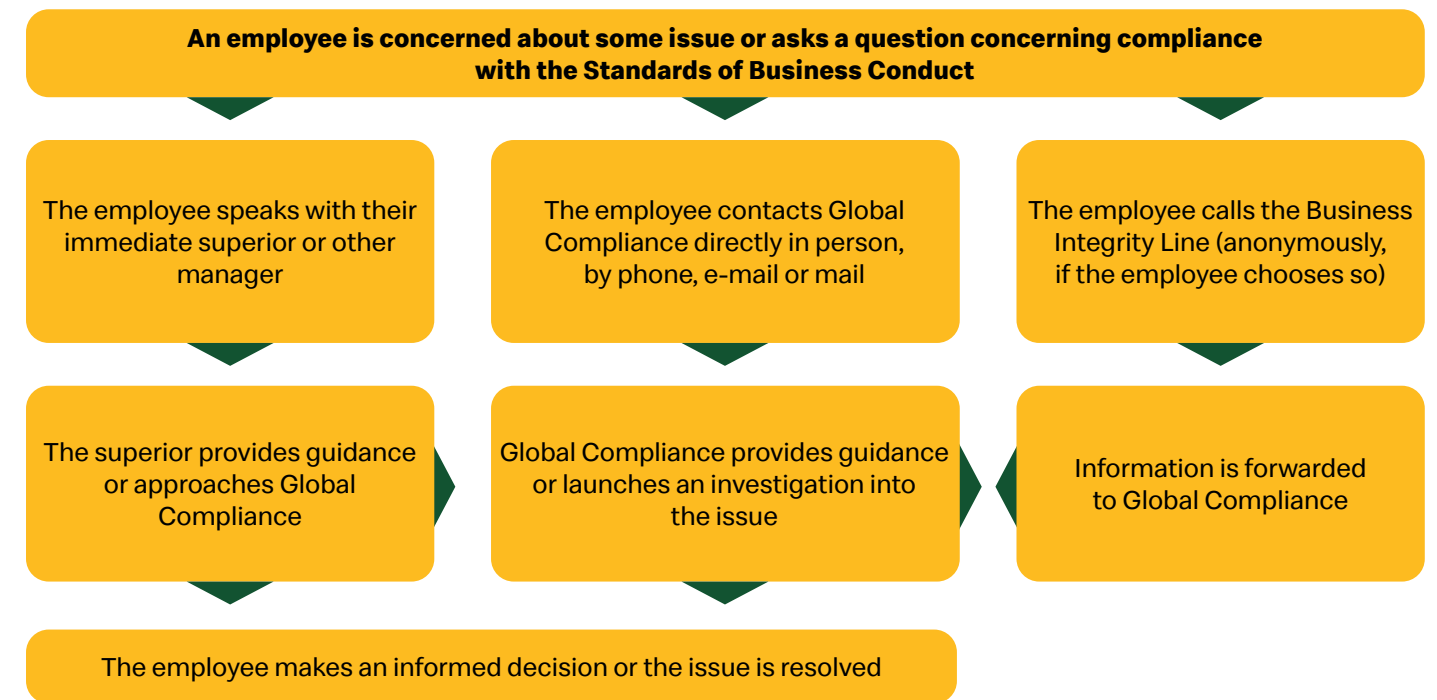 An employee is concerned about some issue or asks a question concerning compliance
with the Standards of Business Conduct
The employee speaks with their
immediate superior or other
manager
The employee contacts Global
Compliance directly in person,
by phone, e-mail or mail
The employee calls the Business
Integrity Line (anonymously,
if the employee chooses so)
The superior provides guidance
or approaches Global
Compliance
Global Compliance provides guidance
or launches an investigation into
the issue
Information is forwarded
to Global Compliance
The employee makes an informed decision or the issue is resolved